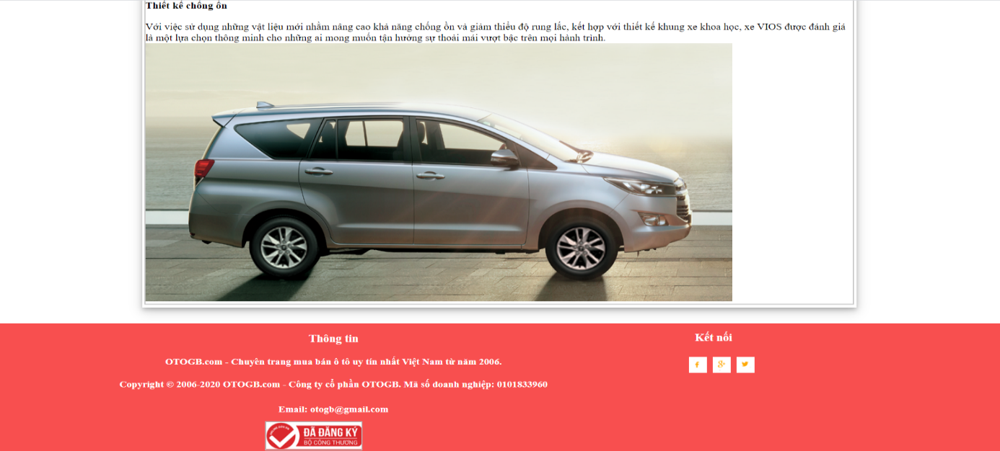 Thiết kế chống ồn
Với việc sử dụng những vật liệu mới nhằm nâng cao khả năng chống ồn và giảm thiểu độ rung lắc, kết hợp với thiết kế khung xe khoa học, xe VIOS được đánh giá
là một lựa chọn thông minh cho những ai mong muốn tận hưởng sự thoải mái vượt bậc trên mọi hành trình.
Thông tin
OTOGB.com - Chuyên trang mua bán ô tô uy tín nhất Việt Nam từ năm 2006.
Copyright © 2006-2020 OTOGB.com - Công ty cổ phần OTOGB. Mã số doanh nghiệp: 0101833960
Email: otogb@gmail.com
ĐÃ ĐĂNG KÝ
BỘ CÔNG THƯƠNG
Kết nối